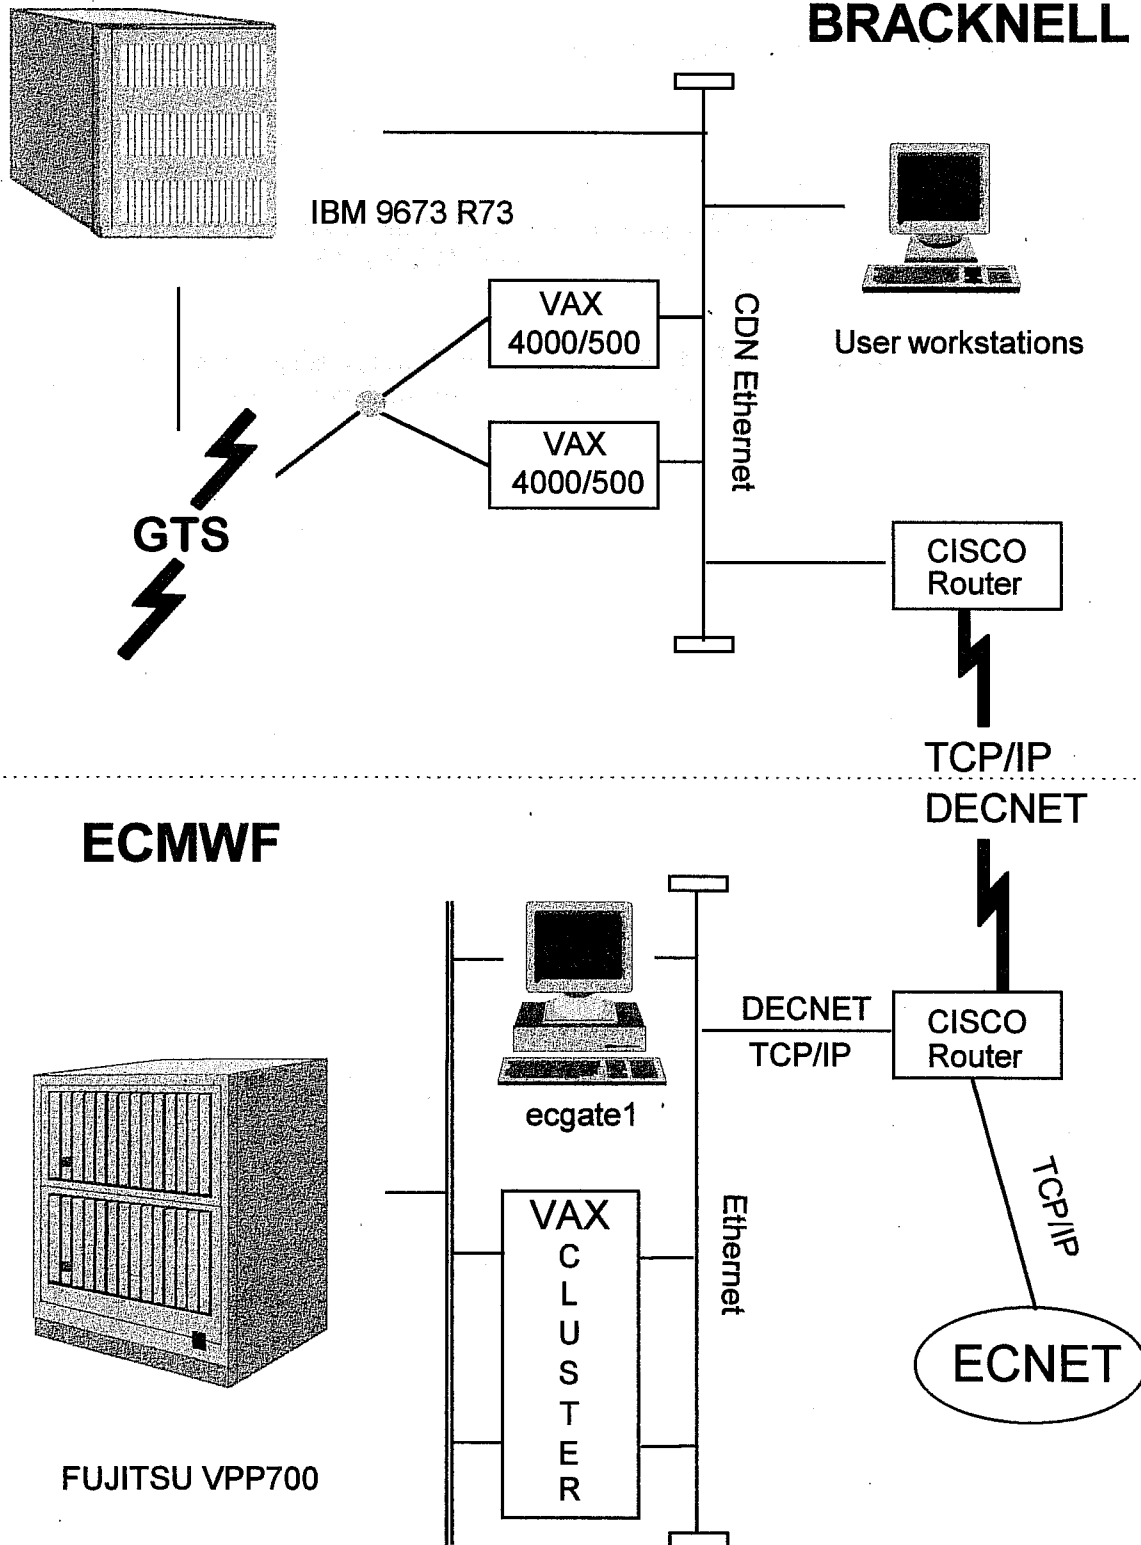 BRACKNELL
IBM 9673 R73
VAX
4000/500
CDN Ethernet
User workstations
VAX
4000/500
GTS
CISCO
Router
TCP/IP
DECNET
ECMWF
DECNET
TCP/IP
CISCO
Router
ecgate1
TCP/IP
VAX
C
L
U
S
T
E
R
Ethernet
ECNET
FUJITSU VPP700